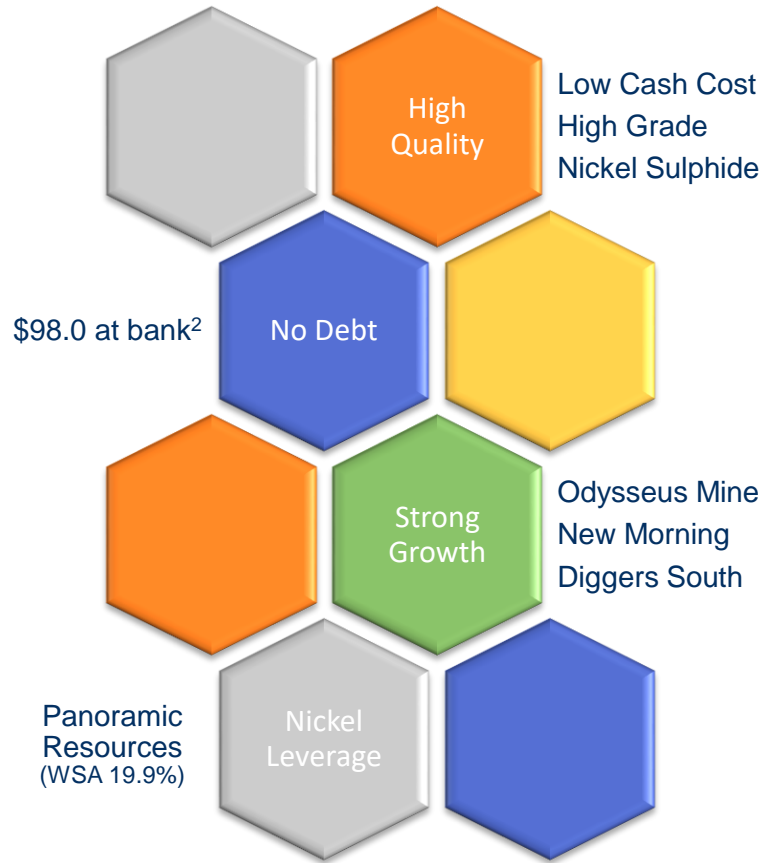 High
Quality
Low Cash Cost
High Grade
Nickel Sulphide
$98.0 at bank²
No Debt
Strong
Growth
Odysseus Mine
New Morning
Diggers South
Panoramic
Resources
(WSA 19.9%)
Nickel
Leverage